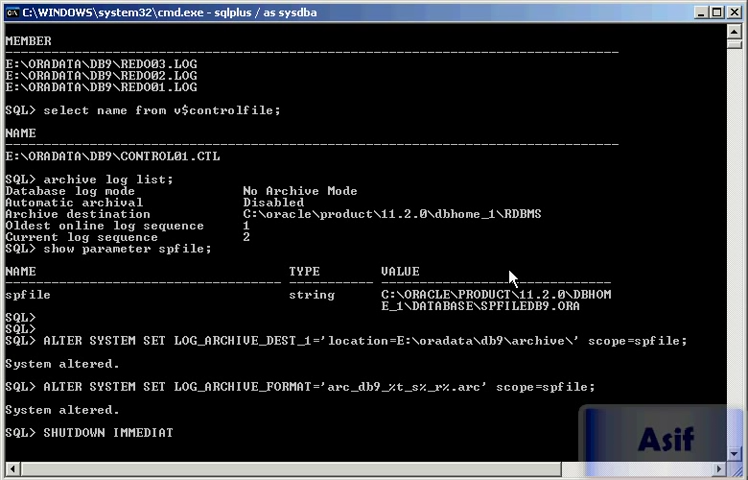 C:\WINDOWS\system32\cmd.exe - sqlplus / as sysdba
MEMBER
E:\ORADATA\DB9\REDO03.LOG
E:\ORADATA\DB9\REDO02.LOG
E:\ORADATA\DB9\REDO01.LOG
SQL> select name from v$controlfile;
NAME
E:\ORADATA\DB9\CONTROL01.CTL
SQL> archive log list;
Database log mode No Archive Mode
Automatic archival Disabled
Archive destination C:\oracle\product\11.2.0\dbhome_1\RDBMS
Oldest online log sequence 1
Current log sequence 2
SQL> show parameter spfile;
NAME TYPE VALUE
spfile string C:\ORACLE\PRODUCT\11.2.0\DBHOM
E_1\DATABASE\SPFILEDB9.ORA
SQL>
SQL>
SQL> ALTER SYSTEM SET LOG_ARCHIVE_DEST_1='location=E:\oradata\db9\archive\' scope=spfile;
System altered.
SQL> ALTER SYSTEM SET LOG_ARCHIVE_FORMAT='arc_db9_%t_s%_r%.arc' scope=spfile;
System altered.
SQL> SHUTDOWN IMMEDIAT
Asif